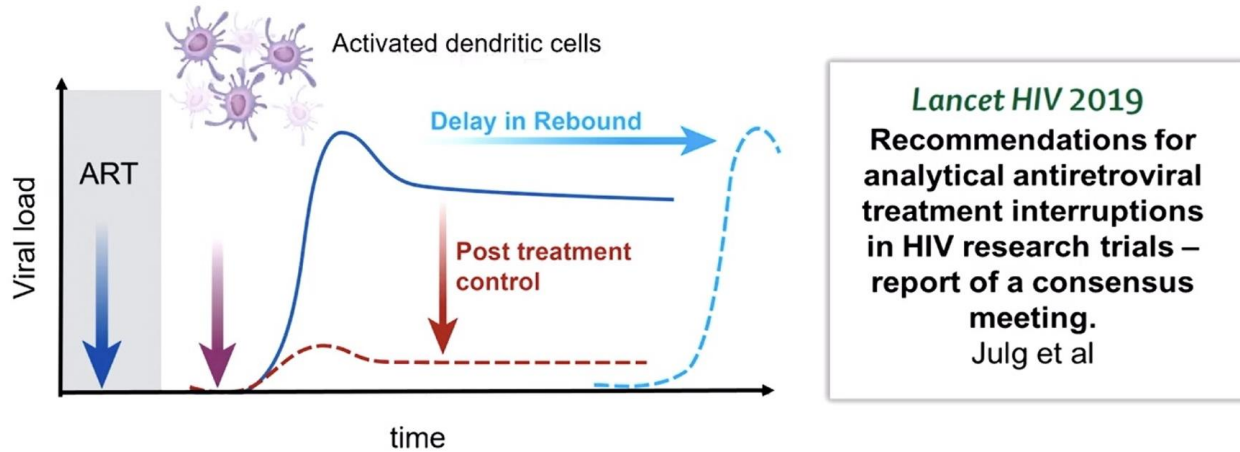 Activated dendritic cells
ART
Viral load
Delay in Rebound
Post treatment
control
time
Lancet HIV 2019
Recommendations for
analytical antiretroviral
treatment interruptions
in HIV research trials –
report of a consensus
meeting.
Julg et al